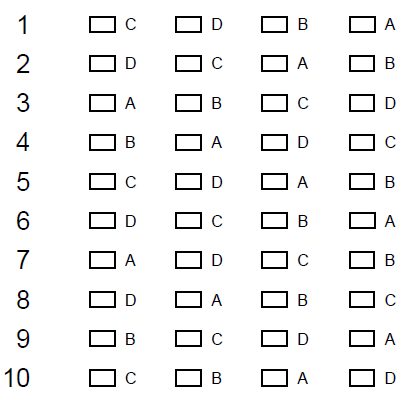 1 C D B A
2 D C A B
3 A B C D
4 B A D C
5 C D A B
6 D C B A
7 A D C B
8 D A B C
9 B C D A
10 C B A D